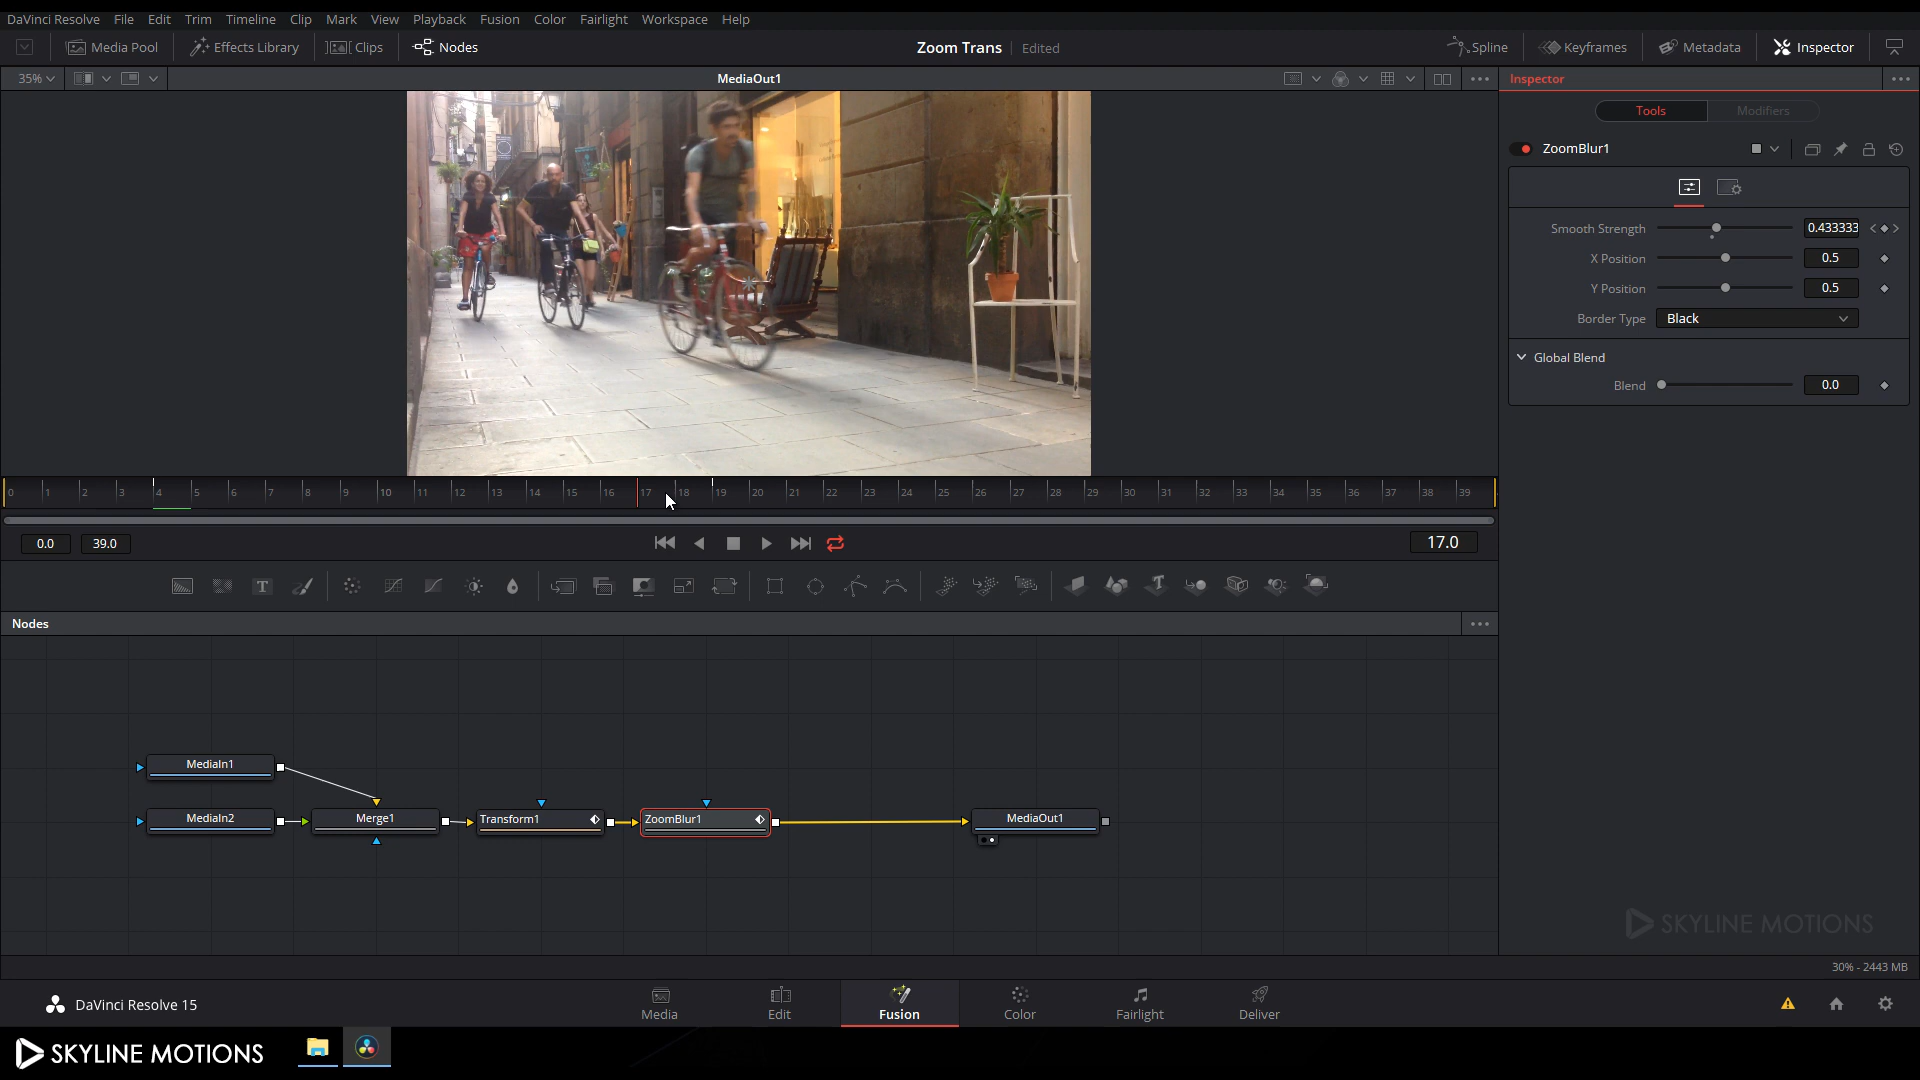 DaVinci Resolve File Edit Trim Timeline Clip Mark View Playback Fusion Color Fairlight Workspace Help
Media Pool Effects Library Clips Nodes Zoom Trans Edited Spline Keyframes Metadata Inspector
35% MediaOut1 Inspector
Tools Modifiers
ZoomBlur1
Smooth Strength 0.433333
X Position 0.5
Y Position 0.5
Border Type Black
Global Blend
Blend 0.0
0 1 2 3 4 5 6 7 8 9 10 11 12 13 14 15 16 17 18 19 20 21 22 23 24 25 26 27 28 29 30 31 32 33 34 35 36 37 38 39
0.0 39.0 17.0
Nodes
MediaIn1
MediaIn2 Merge1 Transform1 ZoomBlur1 MediaOut1
SKYLINE MOTIONS
30% - 2443 MB
DaVinci Resolve 15 Media Edit Fusion Color Fairlight Deliver
SKYLINE MOTIONS